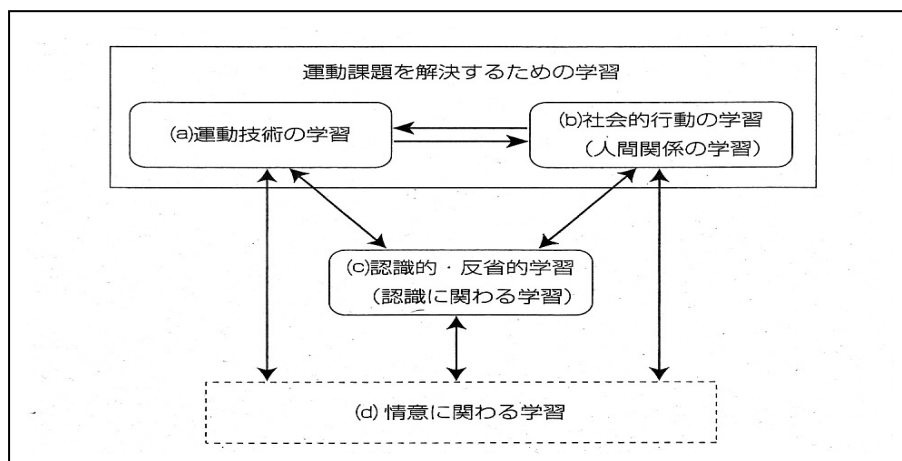 運動課題を解決するための学習
(a)運動技術の学習
(b)社会的行動の学習
(人間関係の学習)
(c)認識的・反省的学習
(認識に関わる学習)
(d)情意に関わる学習